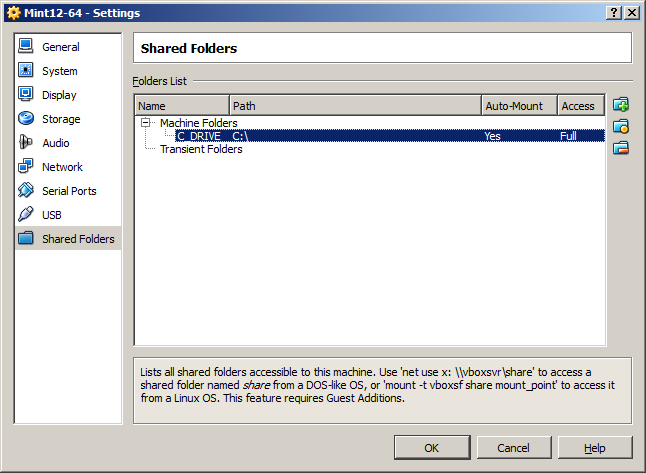 Mint12-64 - Settings
General
System
Display
Storage
Audio
Network
Serial Ports
USB
Shared Folders
Shared Folders
Folders List
Name Path Auto-Mount Access
Machine Folders
C_DRIVE C:\ Yes Full
Transient Folders
Lists all shared folders accessible to this machine. Use 'net use x: \\vboxsvr\share' to access a
shared folder named share from a DOS-like OS, or 'mount -t vboxsf share mount_point' to access it
from a Linux OS. This feature requires Guest Additions.
OK Cancel Help